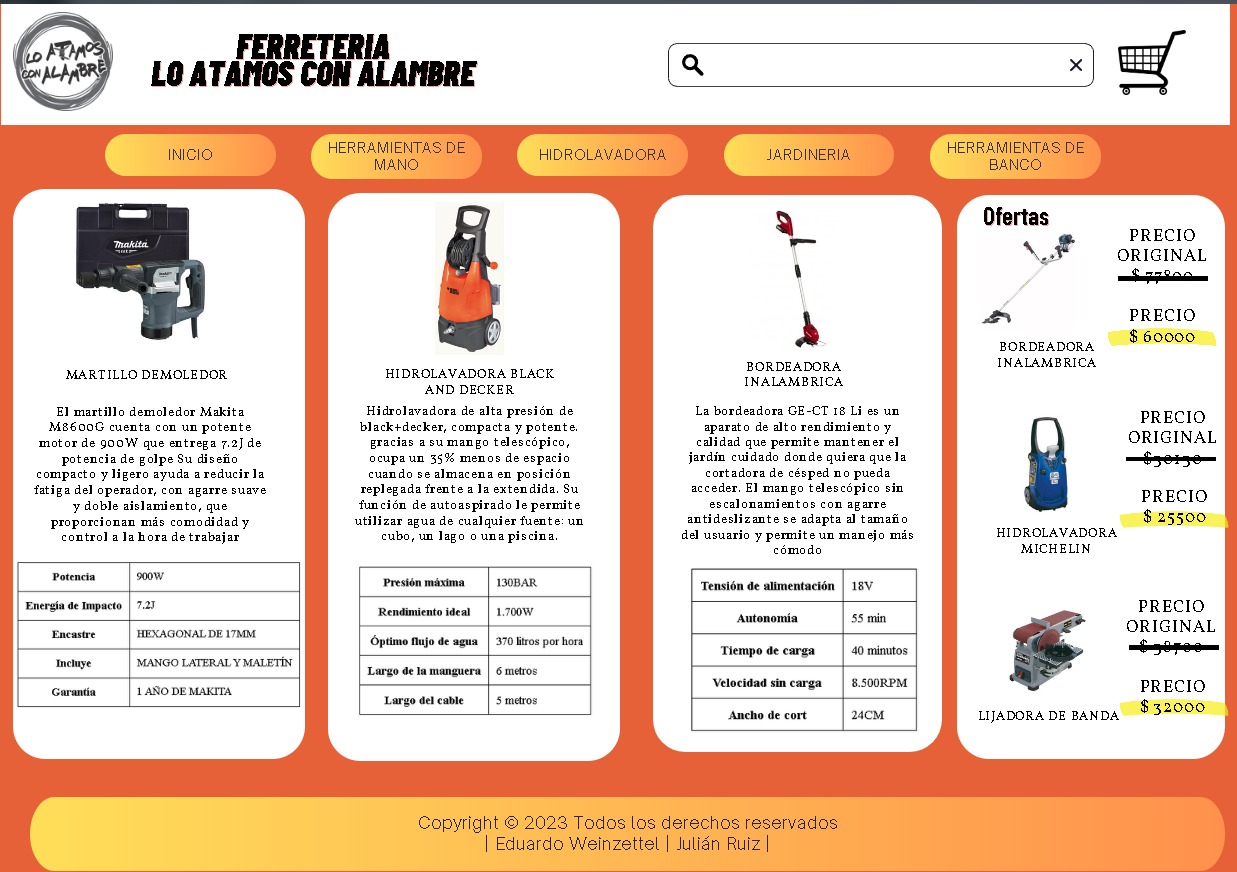 LO ATAMOS
CON ALAMBRE
FERRETERIA
LO ATAMOS CON ALAMBRE
INICIO
HERRAMIENTAS DE
MANO
HIDROLAVADORA
JARDINERIA
HERRAMIENTAS DE
BANCO
makita
MARTILLO DEMOLEDOR
El martillo demoledor Makita
M8600G cuenta con un potente
motor de 900W que entrega 7.2J de
potencia de golpe Su diseño
compacto y ligero ayuda a reducir la
fatiga del operador, con agarre suave
y doble aislamiento, que
proporcionan más comodidad y
control a la hora de trabajar
Potencia 900W
Energía de Impacto 7.2J
Encastre HEXAGONAL DE 17MM
Incluye MANGO LATERAL Y MALETÍN
Garantía 1 AÑO DE MAKITA
HIDROLAVADORA BLACK
AND DECKER
Hidrolavadora de alta presión de
black+decker, compacta y potente.
gracias a su mango telescópico,
ocupa un 35% menos de espacio
cuando se almacena en posición
replegada frente a la extendida. Su
función de autoaspirado le permite
utilizar agua de cualquier fuente: un
cubo, un lago o una piscina.
Presión máxima 130BAR
Rendimiento ideal 1.700W
Óptimo flujo de agua 370 litros por hora
Largo de la manguera 6 metros
Largo del cable 5 metros
BORDEADORA
INALAMBRICA
La bordeadora GE-CT 18 Li es un
aparato de alto rendimiento y
calidad que permite mantener el
jardín cuidado donde quiera que la
cortadora de césped no pueda
acceder. El mango telescópico sin
escalonamientos con agarre
antideslizante se adapta al tamaño
del usuario y permite un manejo más
cómodo
Tensión de alimentación 18V
Autonomía 55 min
Tiempo de carga 40 minutos
Velocidad sin carga 8.500RPM
Ancho de cort 24CM
Ofertas
PRECIO
ORIGINAL
$ 77800
PRECIO
$ 60000
BORDEADORA
INALAMBRICA
PRECIO
ORIGINAL
$30130
PRECIO
$ 25500
HIDROLAVADORA
MICHELIN
PRECIO
ORIGINAL
$ 38700
PRECIO
$ 32000
LIJADORA DE BANDA
Copyright © 2023 Todos los derechos reservados
| Eduardo Weinzettel | Julián Ruiz |